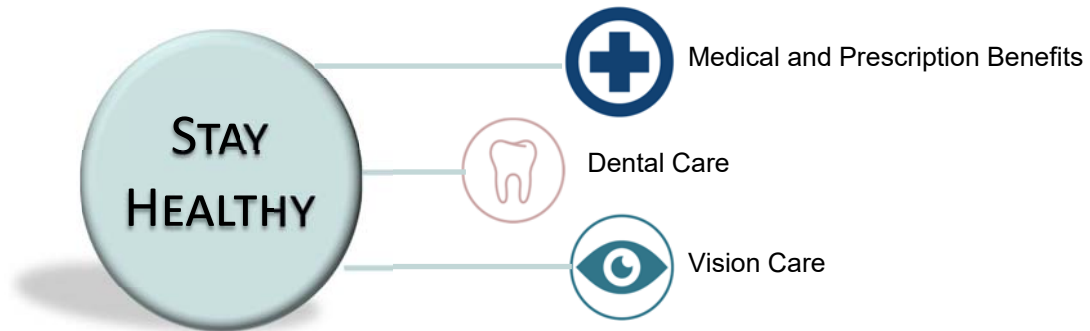 STAY
HEALTHY
Medical and Prescription Benefits
Dental Care
Vision Care